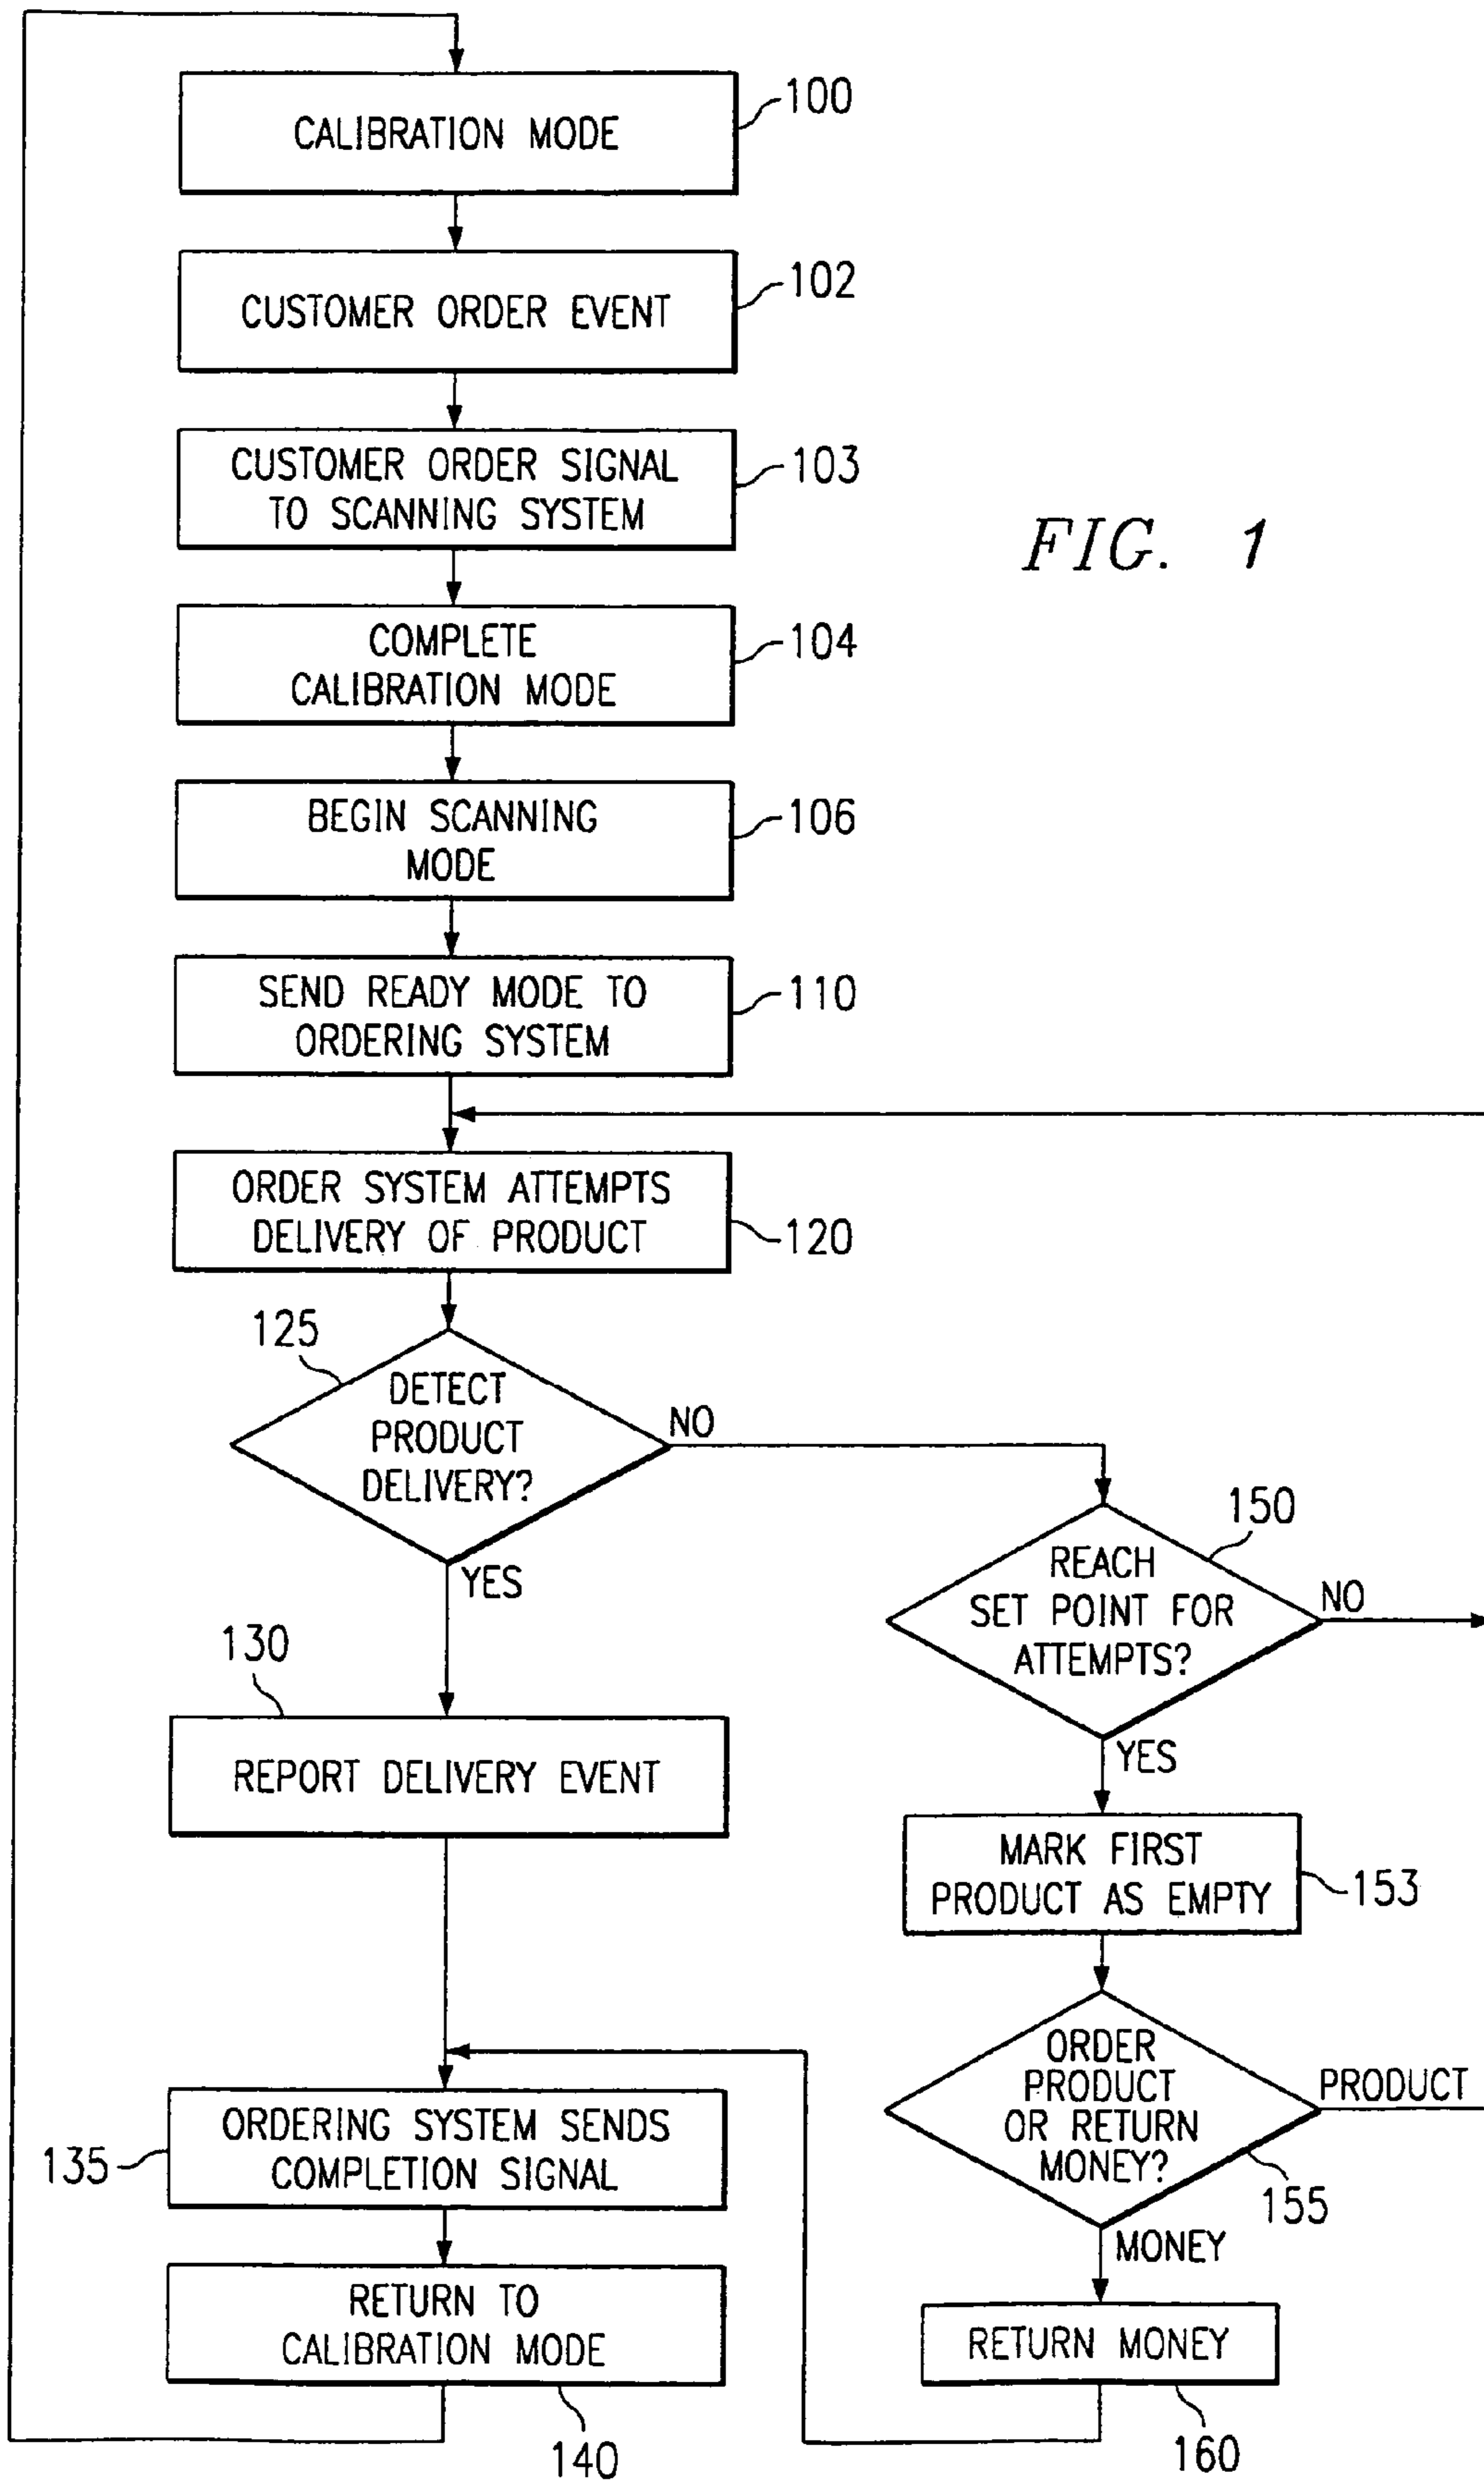 CALIBRATION MODE
100
CUSTOMER ORDER EVENT
102
CUSTOMER ORDER SIGNAL
TO SCANNING SYSTEM
103
FIG. 1
COMPLETE
CALIBRATION MODE
104
BEGIN SCANNING
MODE
106
SEND READY MODE TO
ORDERING SYSTEM
110
ORDER SYSTEM ATTEMPTS
DELIVERY OF PRODUCT
120
125
DETECT
PRODUCT
DELIVERY?
NO
YES
150
REACH
SET POINT FOR
ATTEMPTS?
NO
YES
130
REPORT DELIVERY EVENT
MARK FIRST
PRODUCT AS EMPTY
153
ORDER
PRODUCT
OR RETURN
MONEY?
PRODUCT
155
MONEY
ORDERING SYSTEM SENDS
COMPLETION SIGNAL
135
RETURN TO
CALIBRATION MODE
140
RETURN MONEY
160